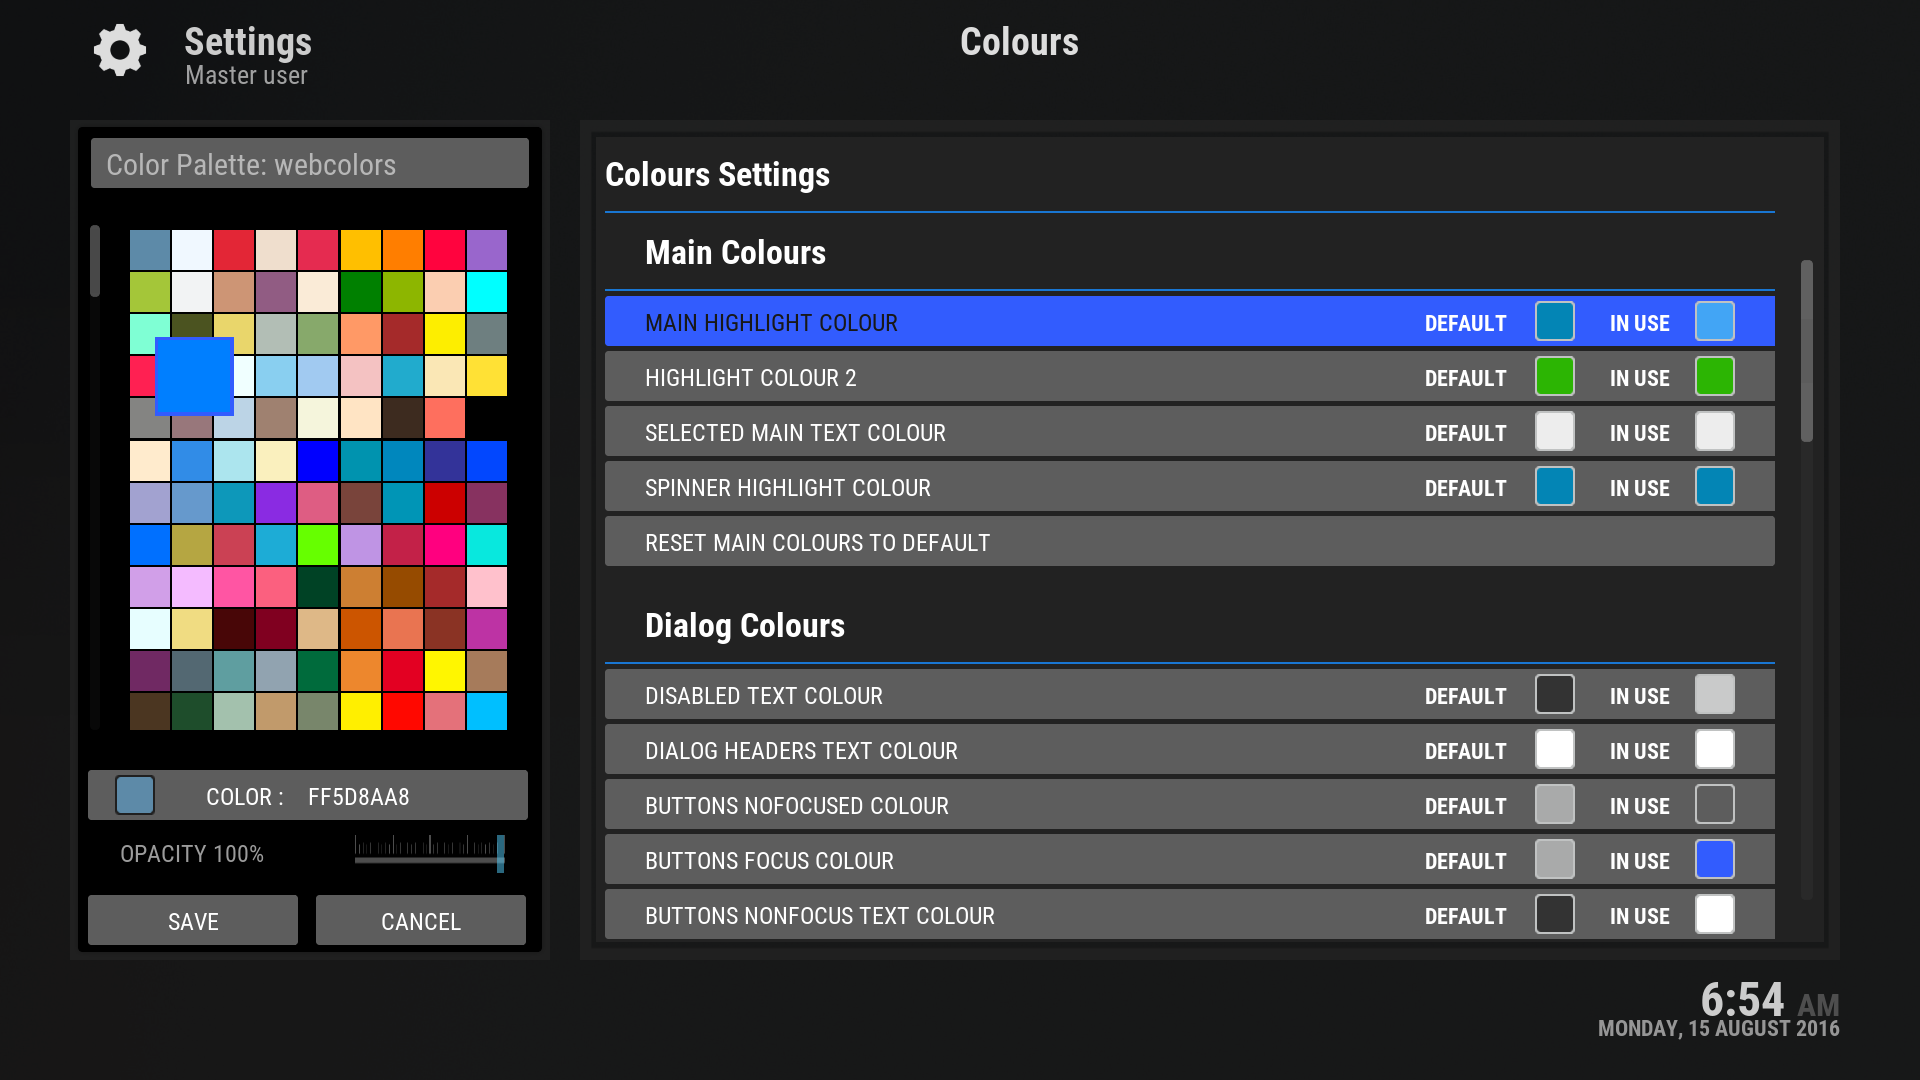 Settings
Master user
Colours
Color Palette: webcolors
COLOR : FF5D8AA8
OPACITY 100%
SAVE
CANCEL
Colours Settings
Main Colours
MAIN HIGHLIGHT COLOUR DEFAULT IN USE
HIGHLIGHT COLOUR 2 DEFAULT IN USE
SELECTED MAIN TEXT COLOUR DEFAULT IN USE
SPINNER HIGHLIGHT COLOUR DEFAULT IN USE
RESET MAIN COLOURS TO DEFAULT
Dialog Colours
DISABLED TEXT COLOUR DEFAULT IN USE
DIALOG HEADERS TEXT COLOUR DEFAULT IN USE
BUTTONS NOFOCUSED COLOUR DEFAULT IN USE
BUTTONS FOCUS COLOUR DEFAULT IN USE
BUTTONS NONFOCUS TEXT COLOUR DEFAULT IN USE
6:54 AM
MONDAY, 15 AUGUST 2016